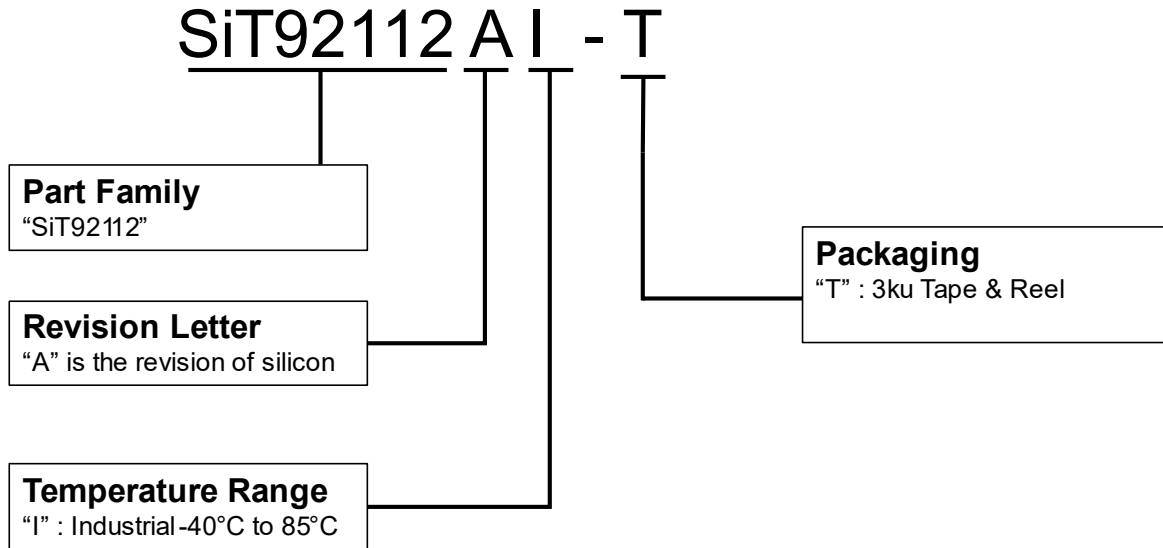 SiT92112 A I - T
Part Family
“SiT92112”
Packaging
“T” : 3ku Tape & Reel
Revision Letter
“A” is the revision of silicon
Temperature Range
“I” : Industrial -40°C to 85°C